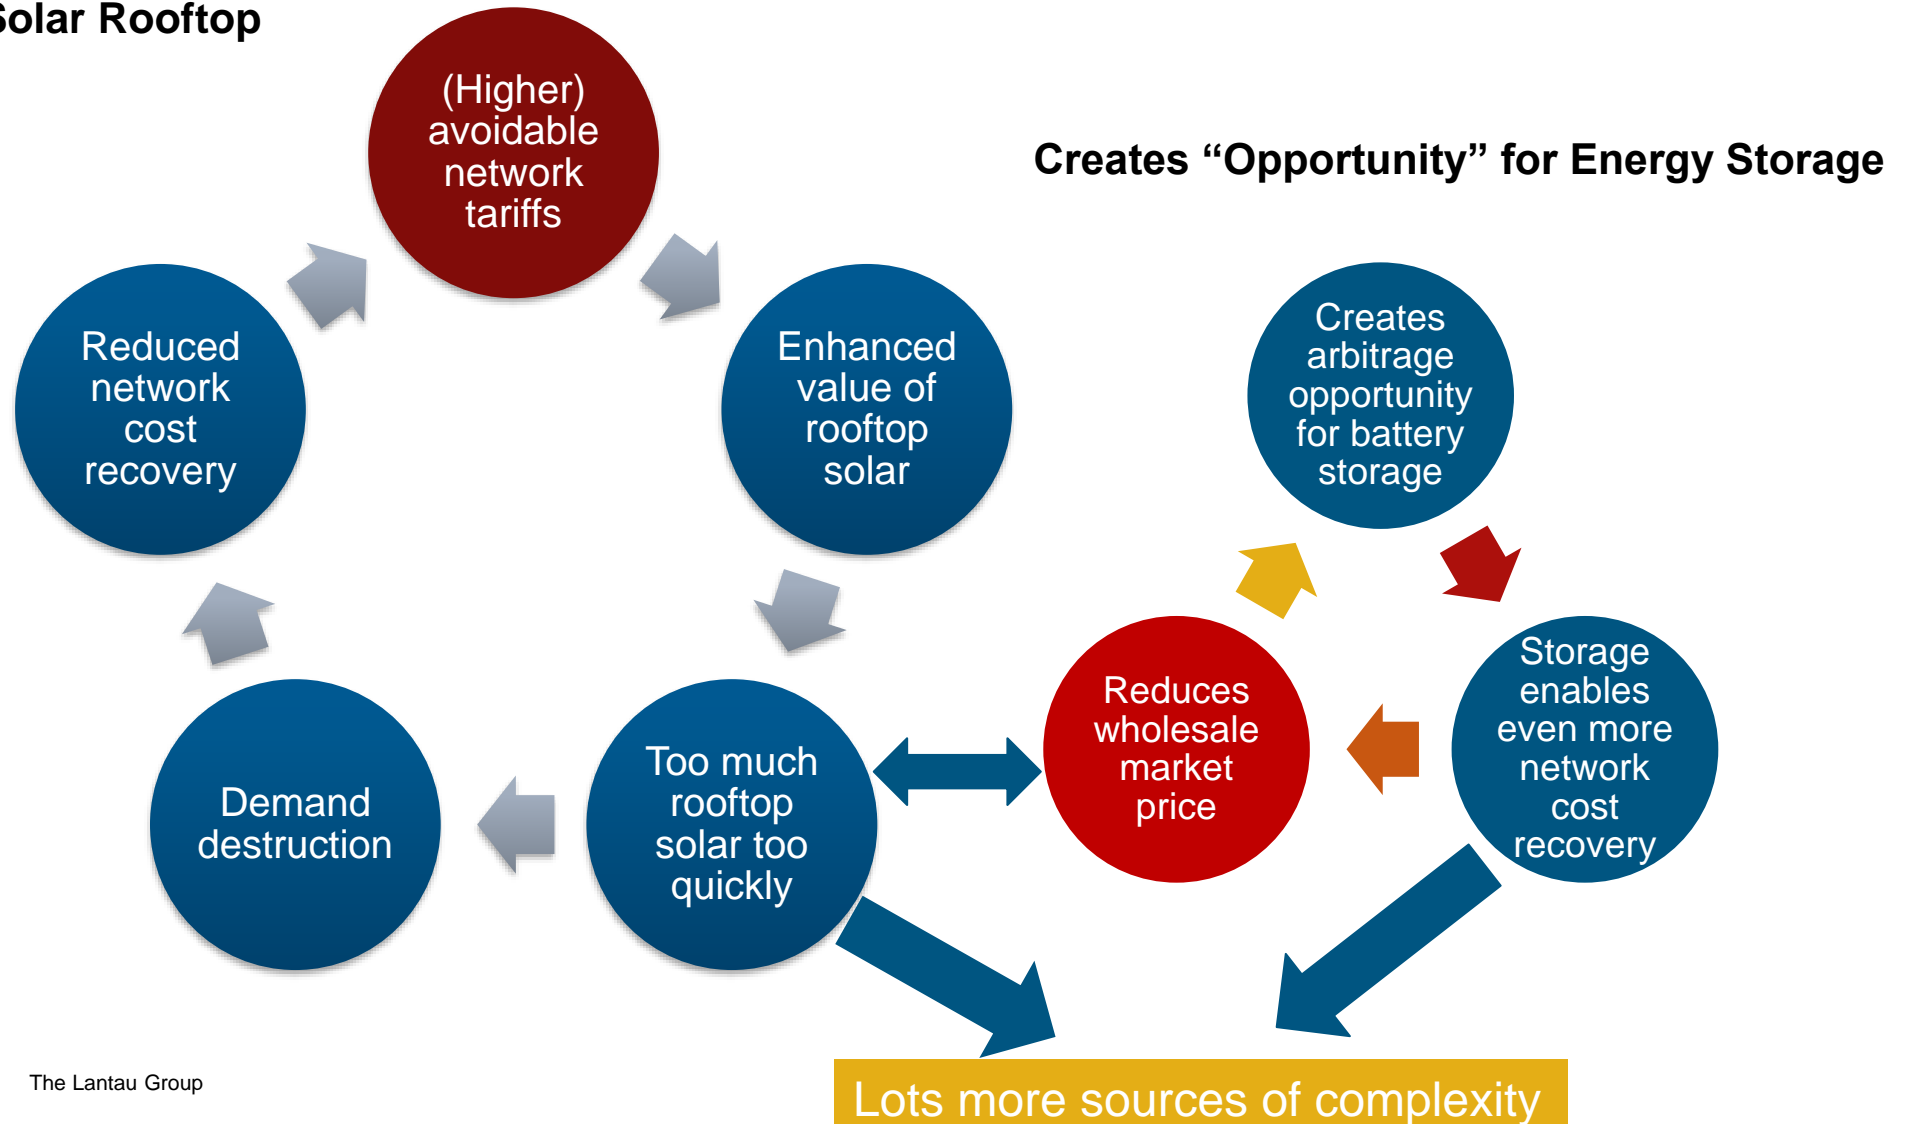 Solar Rooftop
(Higher)
avoidable
network
tariffs
Creates “Opportunity” for Energy Storage
Reduced
network
cost
recovery
Enhanced
value of
rooftop
solar
Creates
arbitrage
opportunity
for battery
storage
Demand
destruction
Too much
rooftop
solar too
quickly
Reduces
wholesale
market
price
Storage
enables
even more
network
cost
recovery
The Lantau Group
Lots more sources of complexity